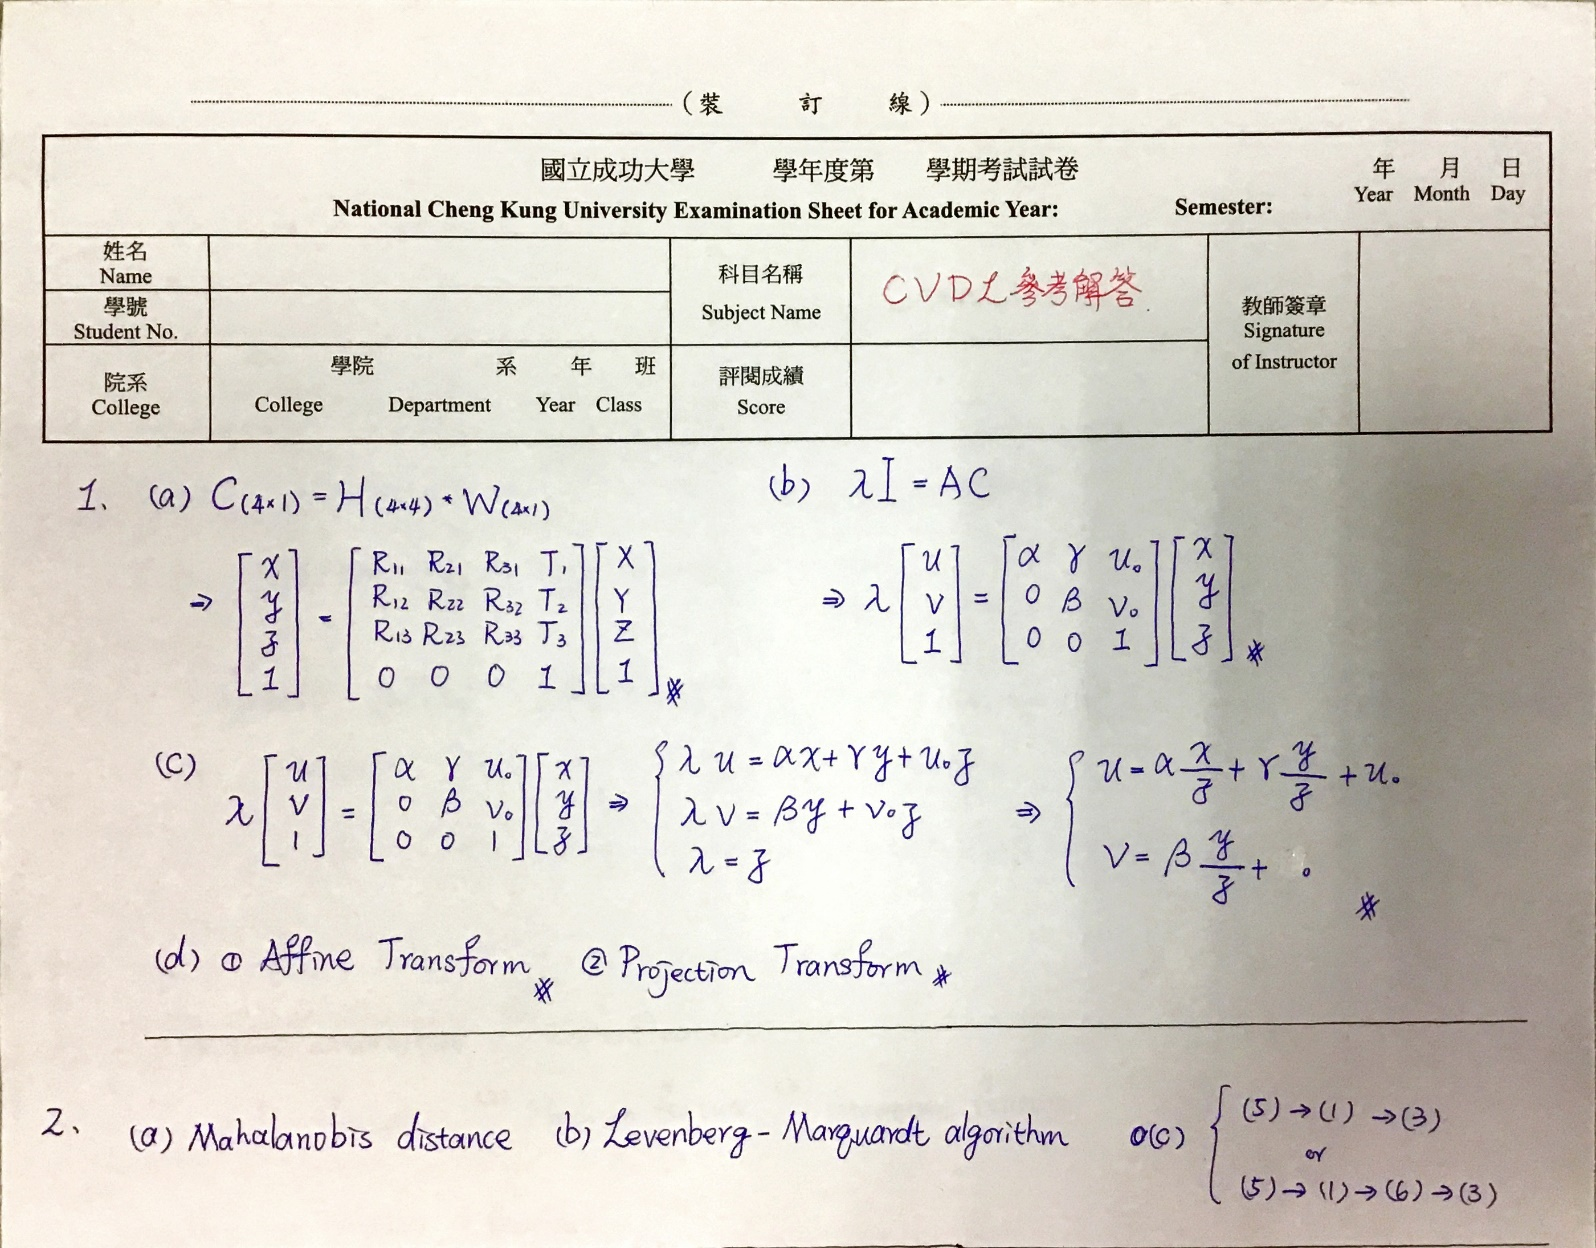 (裝 訂 線)
國立成功大學 學年度第 學期考試試卷 年 月 日
National Cheng Kung University Examination Sheet for Academic Year: Semester: Year Month Day
姓名
Name
學號
Student No.
院系
College
學院 系 年 班
College Department Year Class
科目名稱
Subject Name
CVDL參考解答.
評閱成績
Score
教師簽章
Signature
of Instructor
1. (a) C(4×1) = H(4×4) * W(4×1)
⇒ [x y z 1] = [R11 R21 R31 T1
R12 R22 R32 T2
R13 R23 R33 T3
0 0 0 1] [X Y Z 1] #
(b) λI = AC
⇒ λ [u v 1] = [α γ u0
0 β v0
0 0 1] [x y z] #
(c) λ [u v 1] = [α γ u0
0 β v0
0 0 1] [x y z] ⇒
{ λu = αx + γy + u0z
λv = βy + v0z
λ = z
⇒ { u = α x/z + γ y/z + u0
v = β y/z + 0 #
(d) ① Affine Transform # ② Projection Transform #
2. (a) Mahalanobis distance (b) Levenberg-Marquardt algorithm (c) { (5)→(1)→(3)
or
(5)→(1)→(6)→(3)